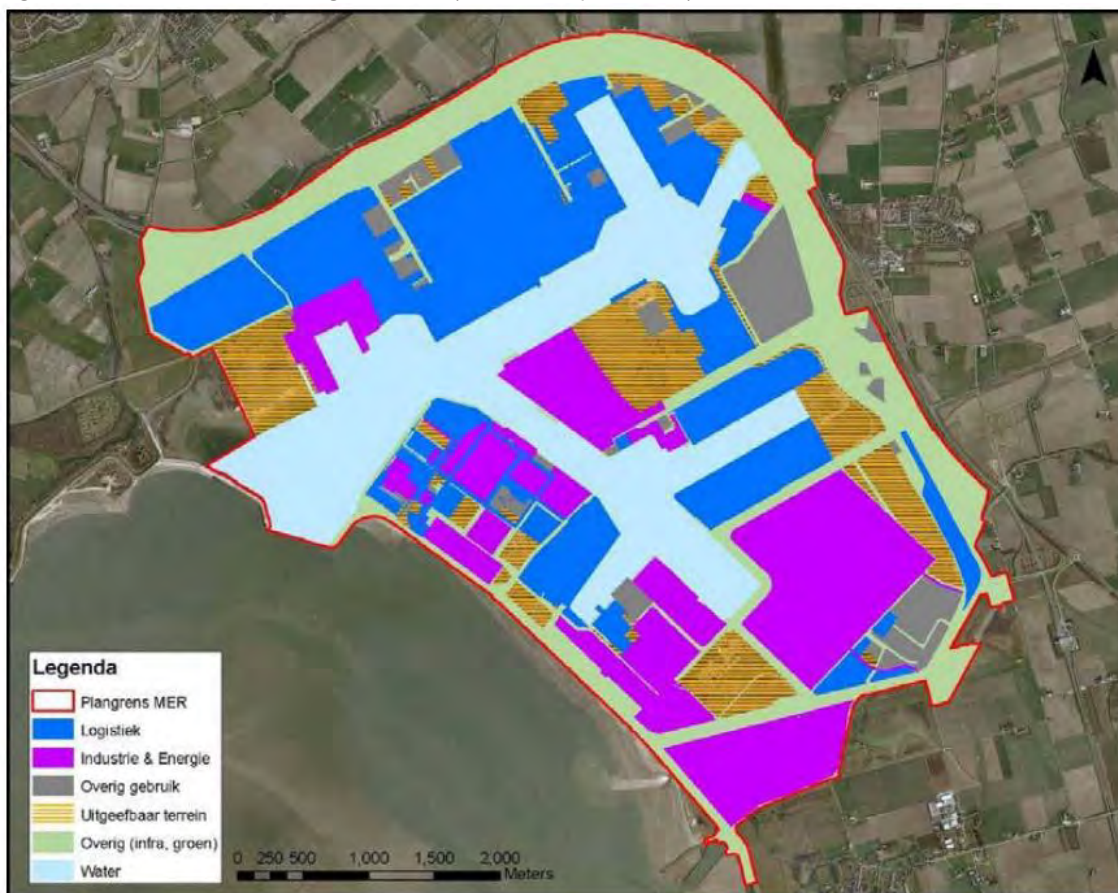 Legenda
Plangrens MER
Logistiek
Industrie & Energie
Overig gebruik
Uitgeefbaar terrein
Overig (infra, groen)
Water
0 250 500 1,000 1,500 2,000
Meters